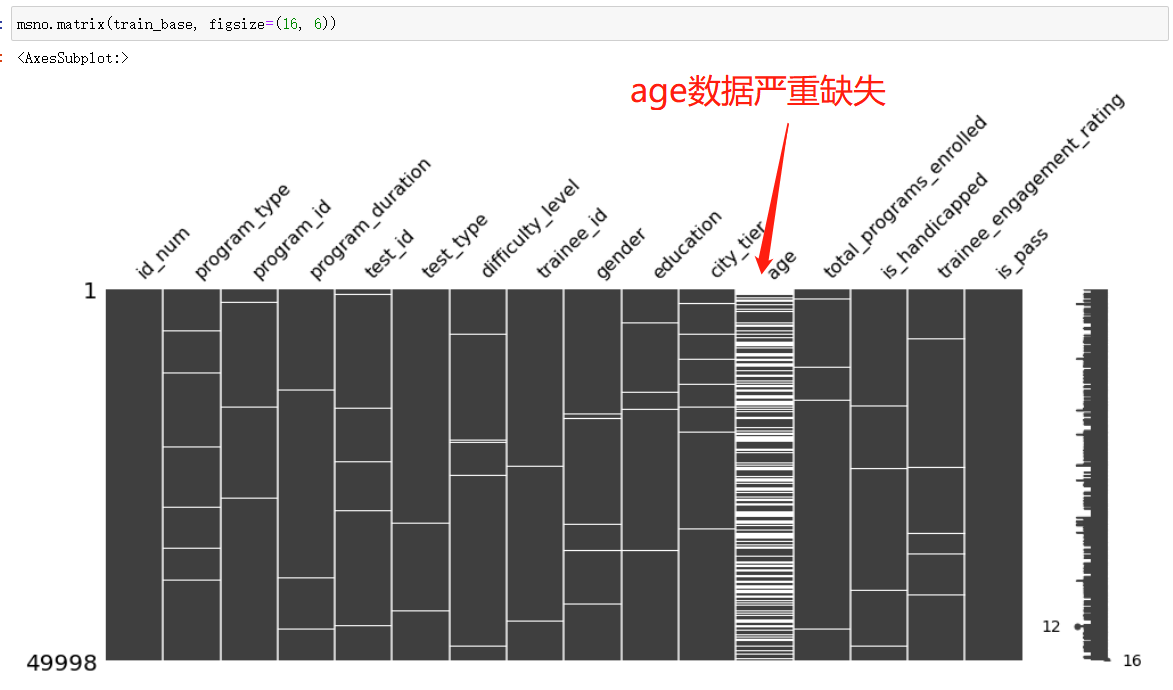 msno.matrix(train_base, figsize=(16, 6))
<AxesSubplot:>
age数据严重缺失
id_num
program_type
program_id
program_duration
test_id
test_type
difficulty_level
trainee_id
gender
education
city_tier
age
total_programs_enrolled
is_handicapped
trainee_engagement_rating
is_pass
1
49998
12
16